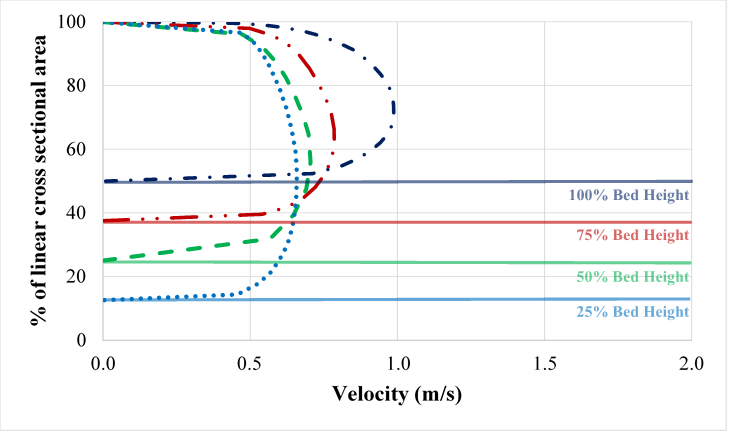 % of linear cross sectional area
100
80
60
40
20
0
100% Bed Height
75% Bed Height
50% Bed Height
25% Bed Height
0.0 0.5 1.0 1.5 2.0
Velocity (m/s)